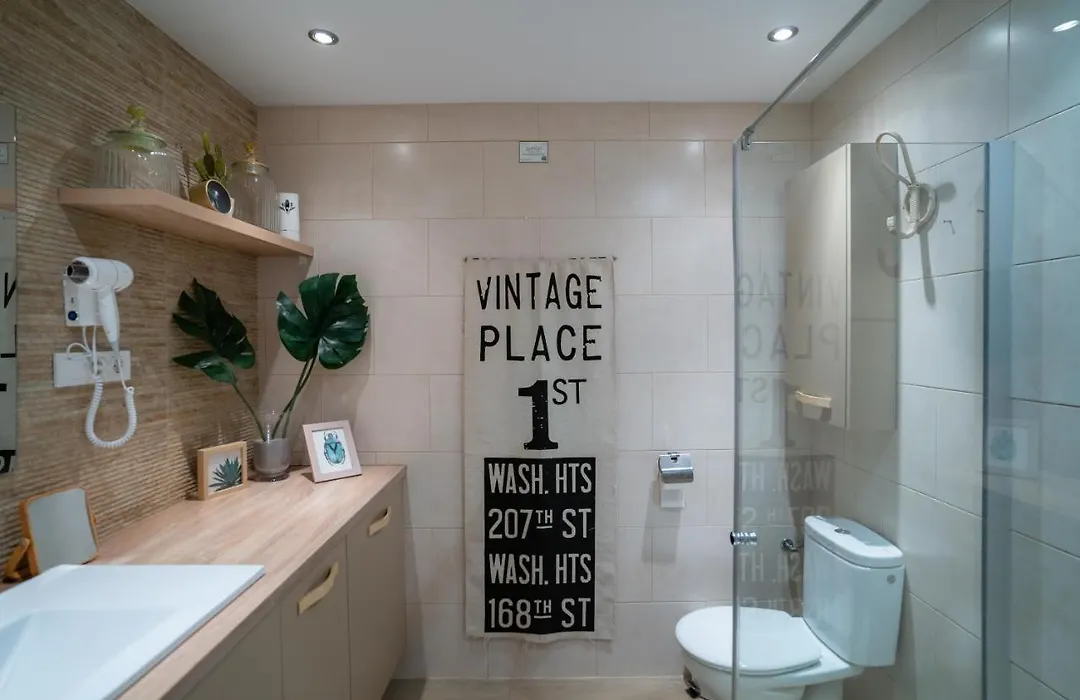 VINTAGE
PLACE
1ST
WASH. HTS
207TH ST
WASH. HTS
168TH ST